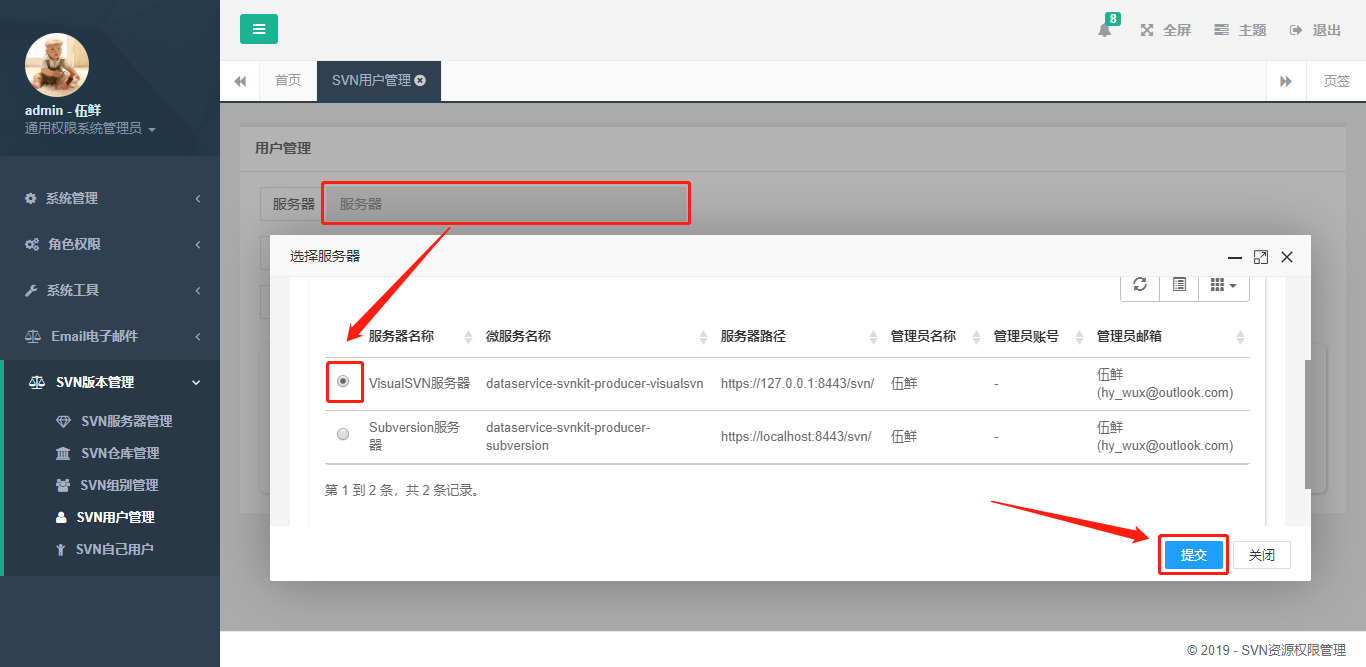 8
全屏
主题
退出
admin - 伍鲜
通用权限系统管理员
首页
SVN用户管理
页签
系统管理
角色权限
系统工具
Email电子邮件
SVN版本管理
SVN服务器管理
SVN仓库管理
SVN组别管理
SVN用户管理
SVN自己用户
用户管理
服务器
服务器
选择服务器
服务器名称 微服务名称 服务器路径 管理员名称 管理员账号 管理员邮箱
VisualSVN服务器 dataservice-svnkit-producer-visualsvn https://127.0.0.1:8443/svn/ 伍鲜 - 伍鲜
(hy_wux@outlook.com)
Subversion服务 dataservice-svnkit-producer- https://localhost:8443/svn/ 伍鲜 - 伍鲜
器 subversion (hy_wux@outlook.com)
第 1 到 2 条，共 2 条记录。
提交
关闭
© 2019 - SVN资源权限管理